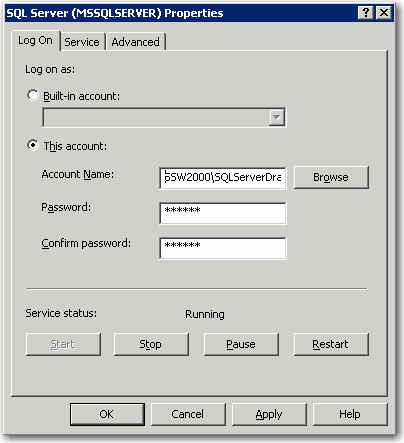 SQL Server (MSSQLSERVER) Properties
Log On Service Advanced
Log on as:
Built-in account:
This account:
Account Name: SSW2000\SQLServerDra Browse
Password: ******
Confirm password: ******
Service status: Running
Start Stop Pause Restart
OK Cancel Apply Help